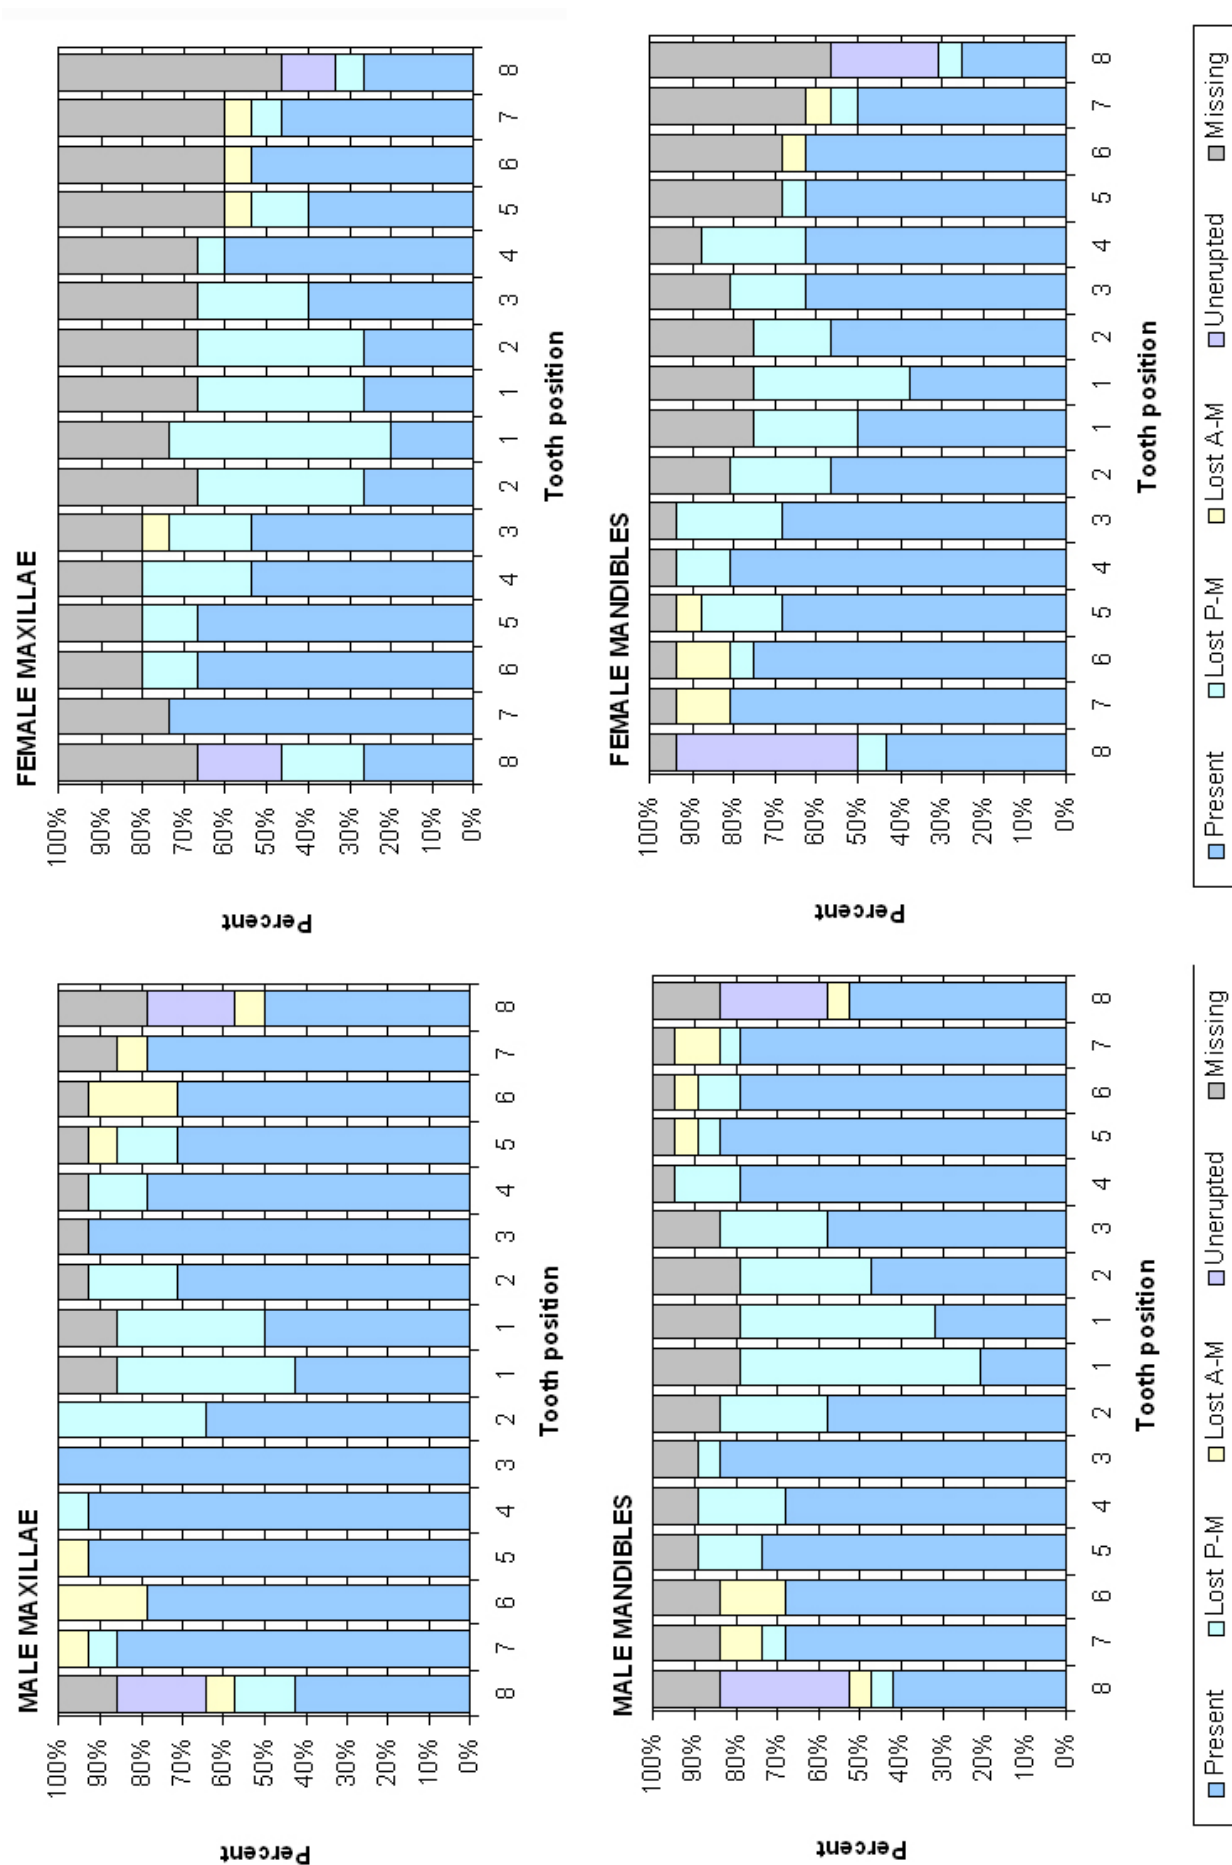 MALE MAXILLAE
Percent
100%
90%
80%
70%
60%
50%
40%
30%
20%
10%
0%
8 7 6 5 4 3 2 1 1 2 3 4 5 6 7 8
Tooth position
FEMALE MAXILLAE
Percent
100%
90%
80%
70%
60%
50%
40%
30%
20%
10%
0%
8 7 6 5 4 3 2 1 1 2 3 4 5 6 7 8
Tooth position
MALE MANDIBLES
Percent
100%
90%
80%
70%
60%
50%
40%
30%
20%
10%
0%
8 7 6 5 4 3 2 1 1 2 3 4 5 6 7 8
Tooth position
Present Lost P-M Lost A-M Unerupted Missing
FEMALE MANDIBLES
Percent
100%
90%
80%
70%
60%
50%
40%
30%
20%
10%
0%
8 7 6 5 4 3 2 1 1 2 3 4 5 6 7 8
Tooth position
Present Lost P-M Lost A-M Unerupted Missing